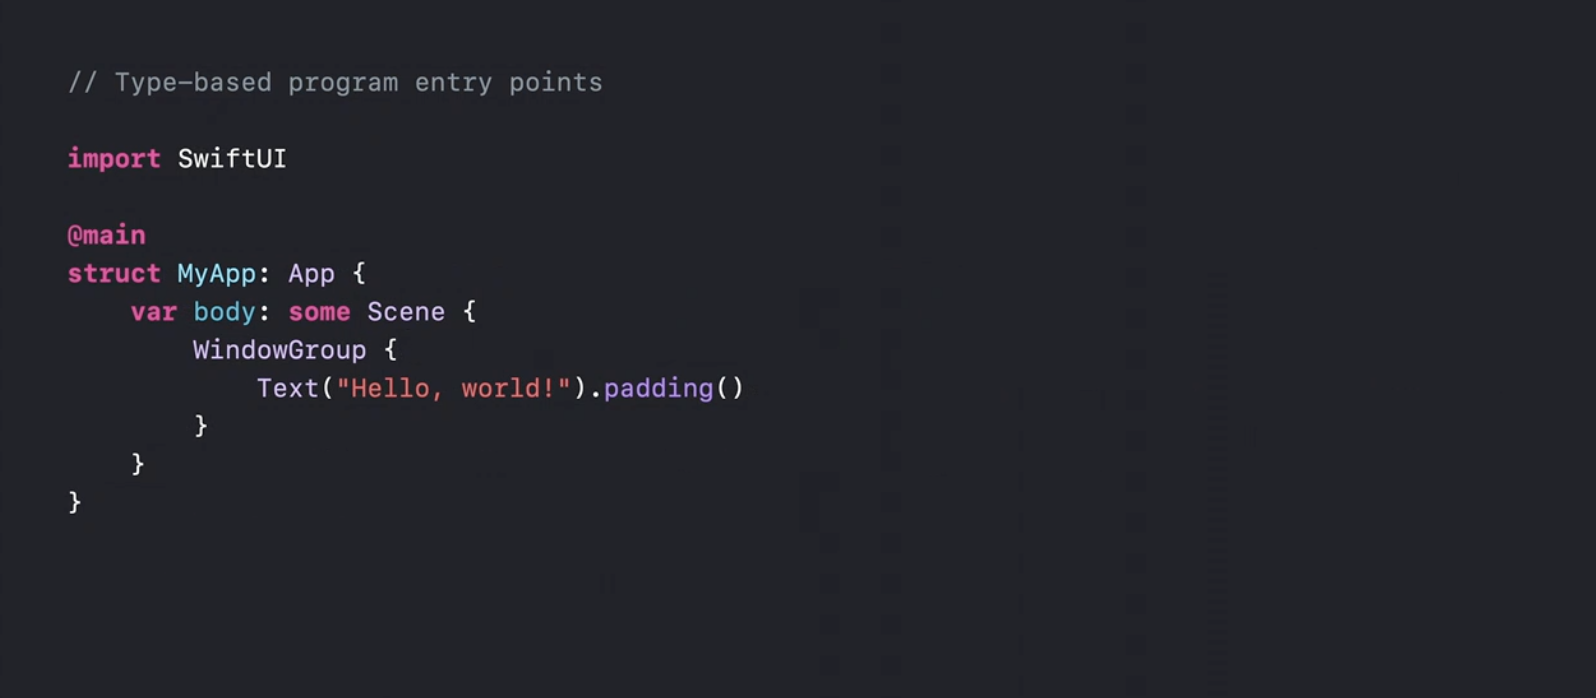 // Type-based program entry points
import SwiftUI
@main
struct MyApp: App {
    var body: some Scene {
        WindowGroup {
            Text("Hello, world!").padding()
        }
    }
}